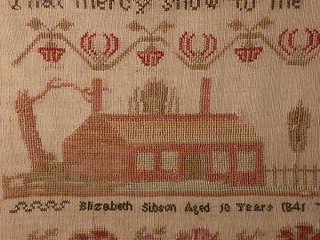 that mercy show to me
Elizabeth Sibson Aged 10 Years 1841